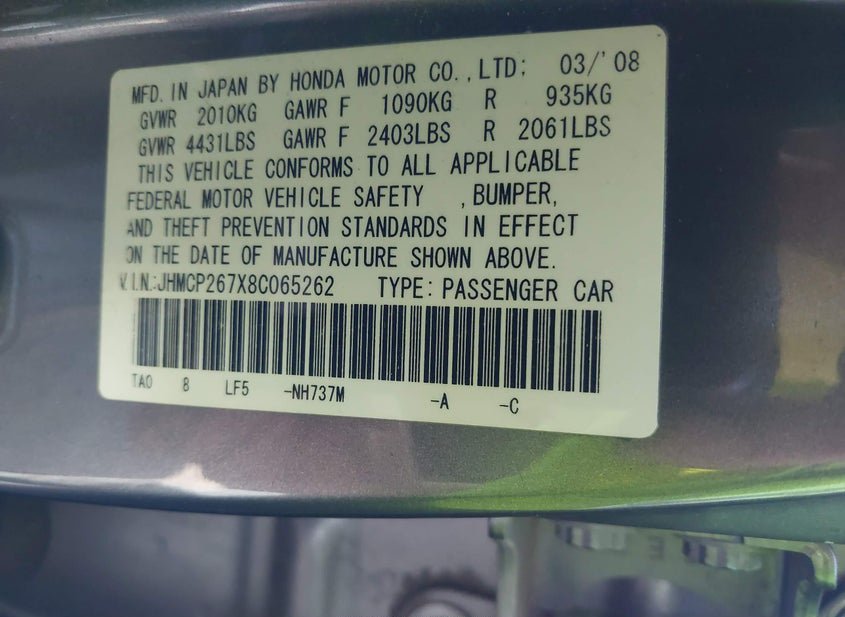 MFD. IN JAPAN BY HONDA MOTOR CO., LTD; 03/'08
GVWR 2010KG GAWR F 1090KG R 935KG
GVWR 4431LBS GAWR F 2403LBS R 2061LBS
THIS VEHICLE CONFORMS TO ALL APPLICABLE
FEDERAL MOTOR VEHICLE SAFETY ,BUMPER,
AND THEFT PREVENTION STANDARDS IN EFFECT
ON THE DATE OF MANUFACTURE SHOWN ABOVE.
V.I.N.:JHMCP267X8C065262 TYPE: PASSENGER CAR
TA0 8 LF5 -NH737M -A -C